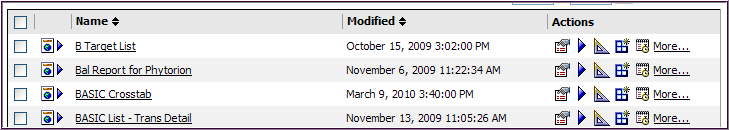 Name Modified Actions
B Target List October 15, 2009 3:02:00 PM More...
Bal Report for Phytorion November 6, 2009 11:22:34 AM More...
BASIC Crosstab March 9, 2010 3:40:00 PM More...
BASIC List - Trans Detail November 13, 2009 11:05:26 AM More...